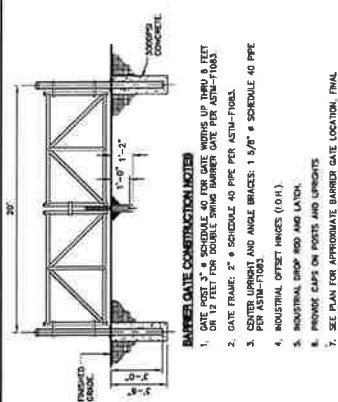 20'
FINISHED
GRADE.
3'-0"
3'-6"
1'-0"
1'-2"
3000PSI
CONCRETE.
BARRIER GATE CONSTRUCTION NOTES
1. GATE POST 3" ø SCHEDULE 40 FOR GATE WIDTHS UP THRU 6 FEET
OR 12 FEET FOR DOUBLE SWING BARRIER GATE PER ASTM-F1083.
2. GATE FRAME: 2" ø SCHEDULE 40 PIPE PER ASTM-F1083.
3. CENTER UPRIGHT AND ANGLE BRACES: 1 5/8" ø SCHEDULE 40 PIPE
PER ASTM-F1083.
4. INDUSTRIAL OFFSET HINGES (I.O.H.).
5. INDUSTRIAL DROP ROD AND LATCH.
6. PROVIDE CAPS ON POSTS AND UPRIGHTS
7. SEE PLAN FOR APPROXIMATE BARRIER GATE LOCATION, FINAL